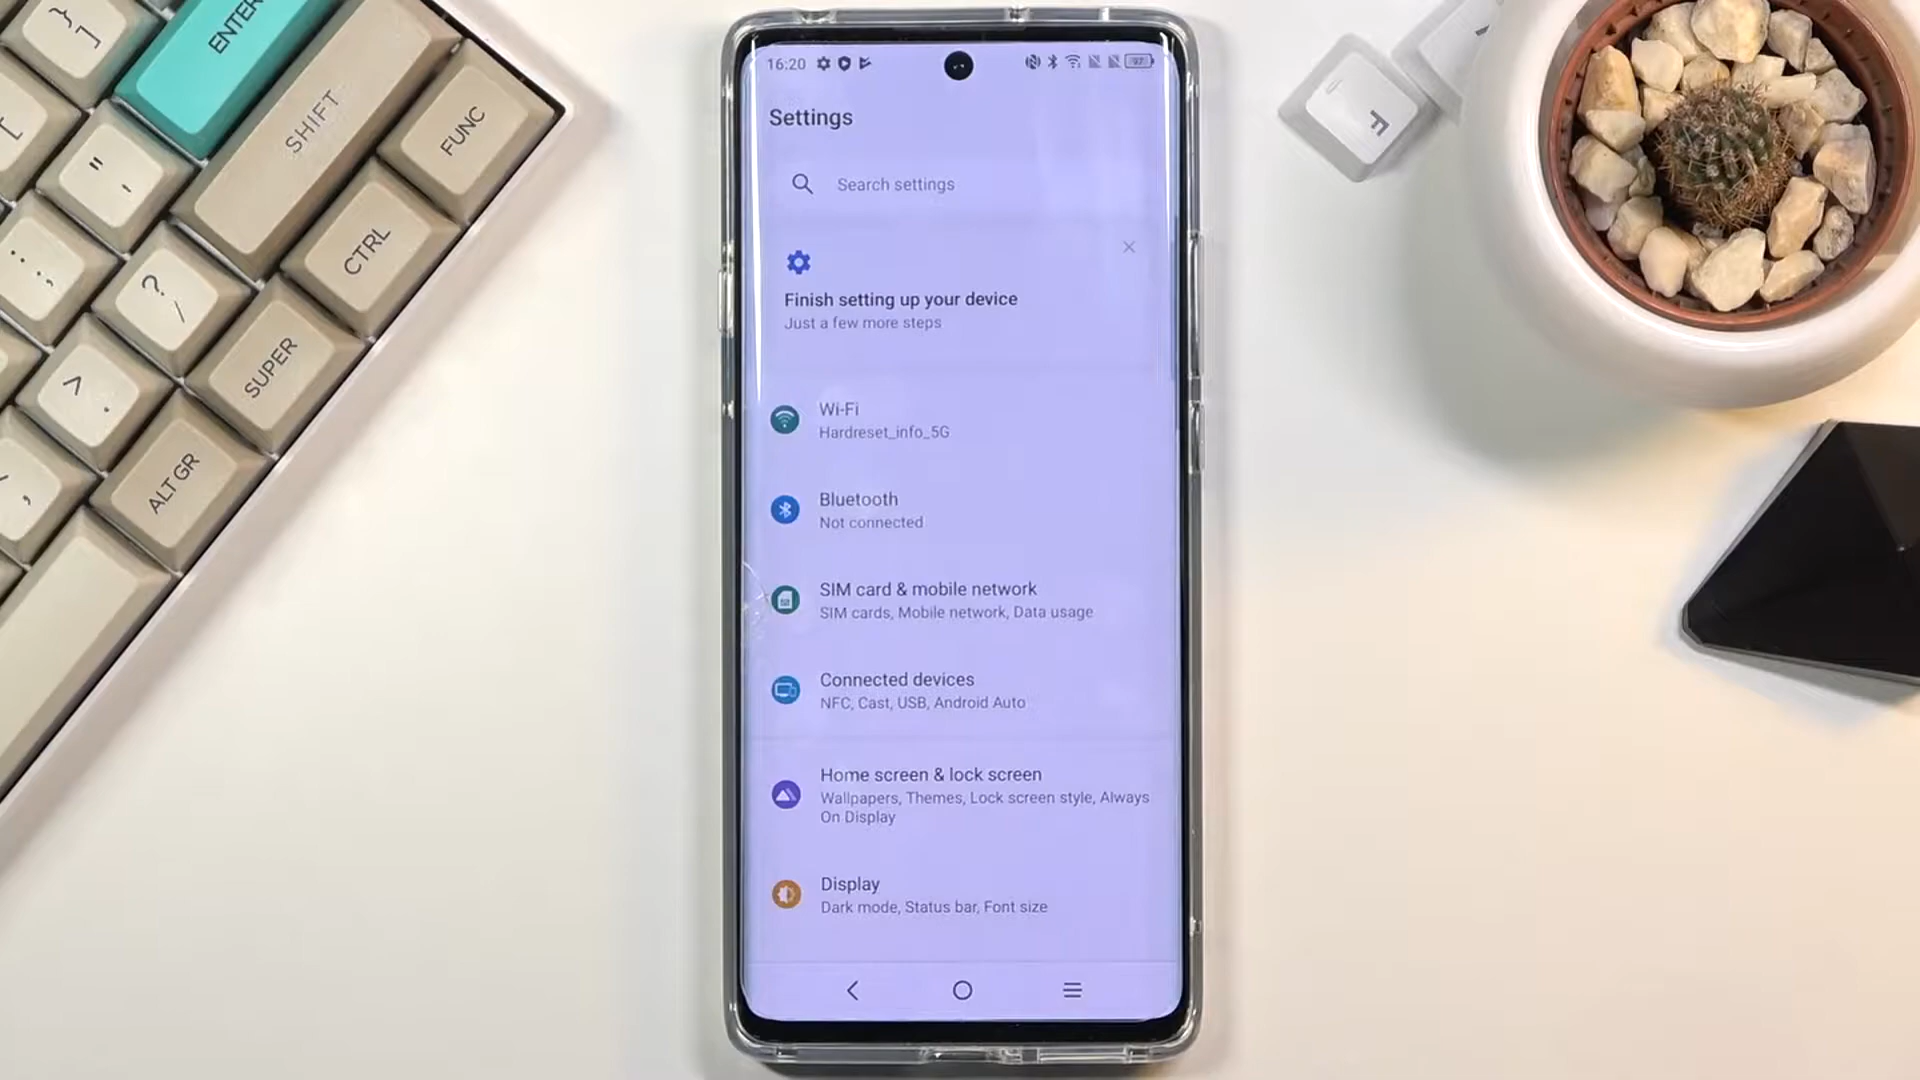 ENTER
SHIFT
FUNC
CTRL
?
/
SUPER
ALT GR
F
16:20
97
Settings
Search settings
Finish setting up your device
Just a few more steps
Wi-Fi
Hardreset_info_5G
Bluetooth
Not connected
SIM card & mobile network
SIM cards, Mobile network, Data usage
Connected devices
NFC, Cast, USB, Android Auto
Home screen & lock screen
Wallpapers, Themes, Lock screen style, Always
On Display
Display
Dark mode, Status bar, Font size